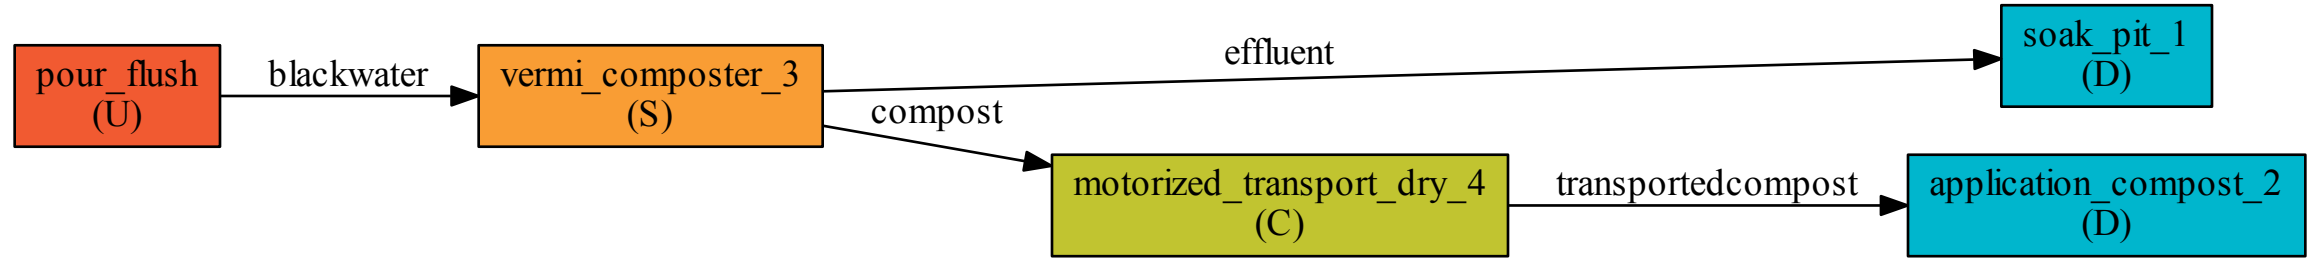 pour_flush
(U)
blackwater
vermi_composter_3
(S)
effluent
compost
soak_pit_1
(D)
motorized_transport_dry_4
(C)
transportedcompost
application_compost_2
(D)